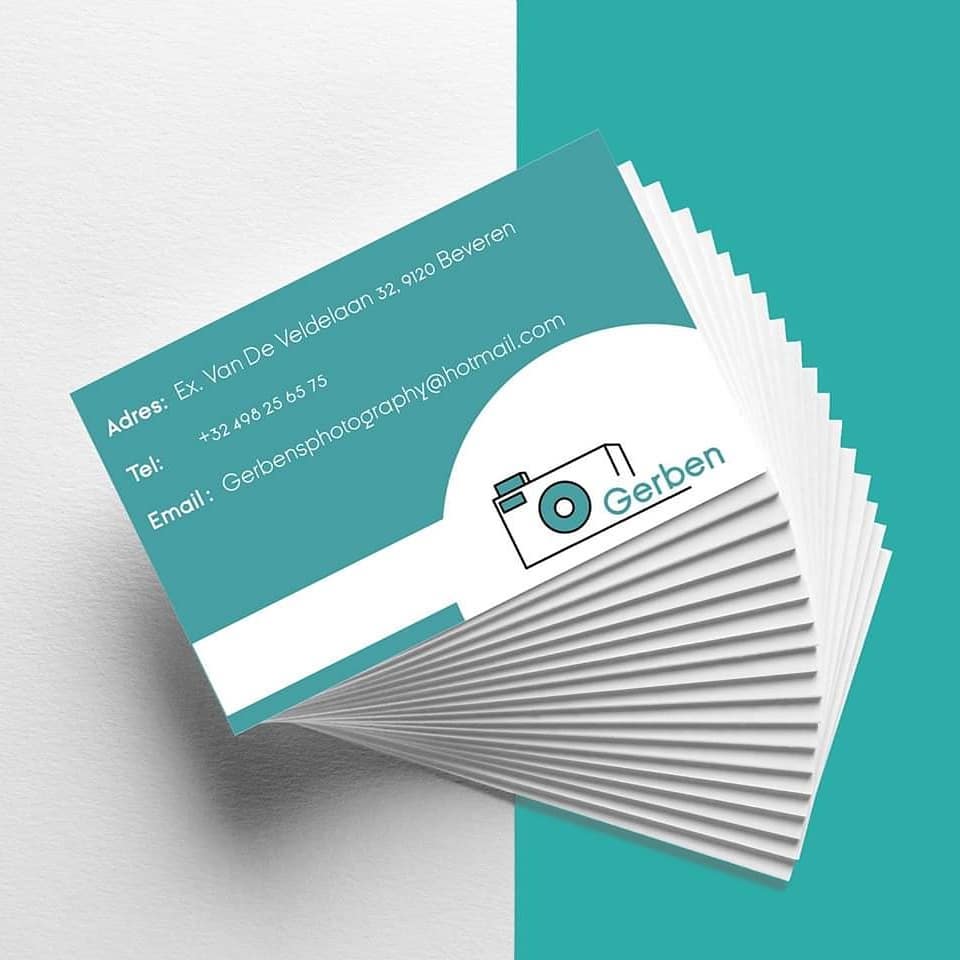 Adres: Ex. Van De Veldelaan 32, 9120 Beveren
Tel: +32 498 25 65 75
Email: Gerbensphotography@hotmail.com
Gerben